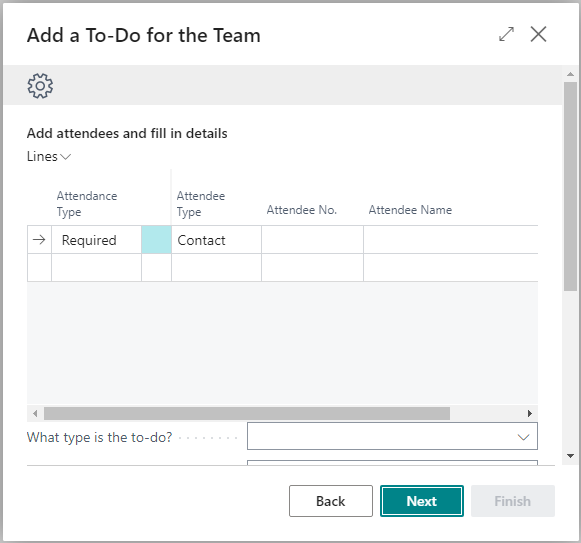 Add a To-Do for the Team
Add attendees and fill in details
Lines
Attendance Type
Attendee Type
Attendee No.
Attendee Name
Required
Contact
What type is the to-do?
Back
Next
Finish